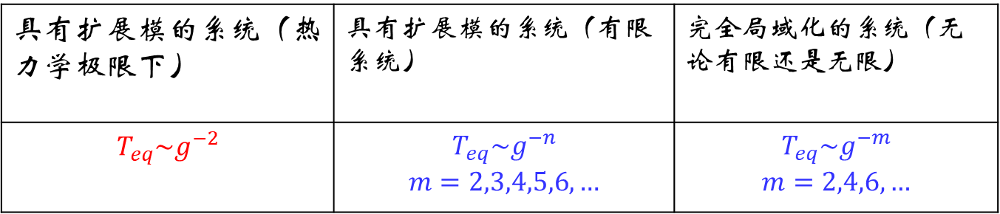 具有扩展模的系统（热
力学极限下）
具有扩展模的系统（有限
系统）
完全局域化的系统（无
论有限还是无限）
T_{eq}~g^{-2}
T_{eq}~g^{-n}
m = 2,3,4,5,6, ...
T_{eq}~g^{-m}
m = 2,4,6, ...